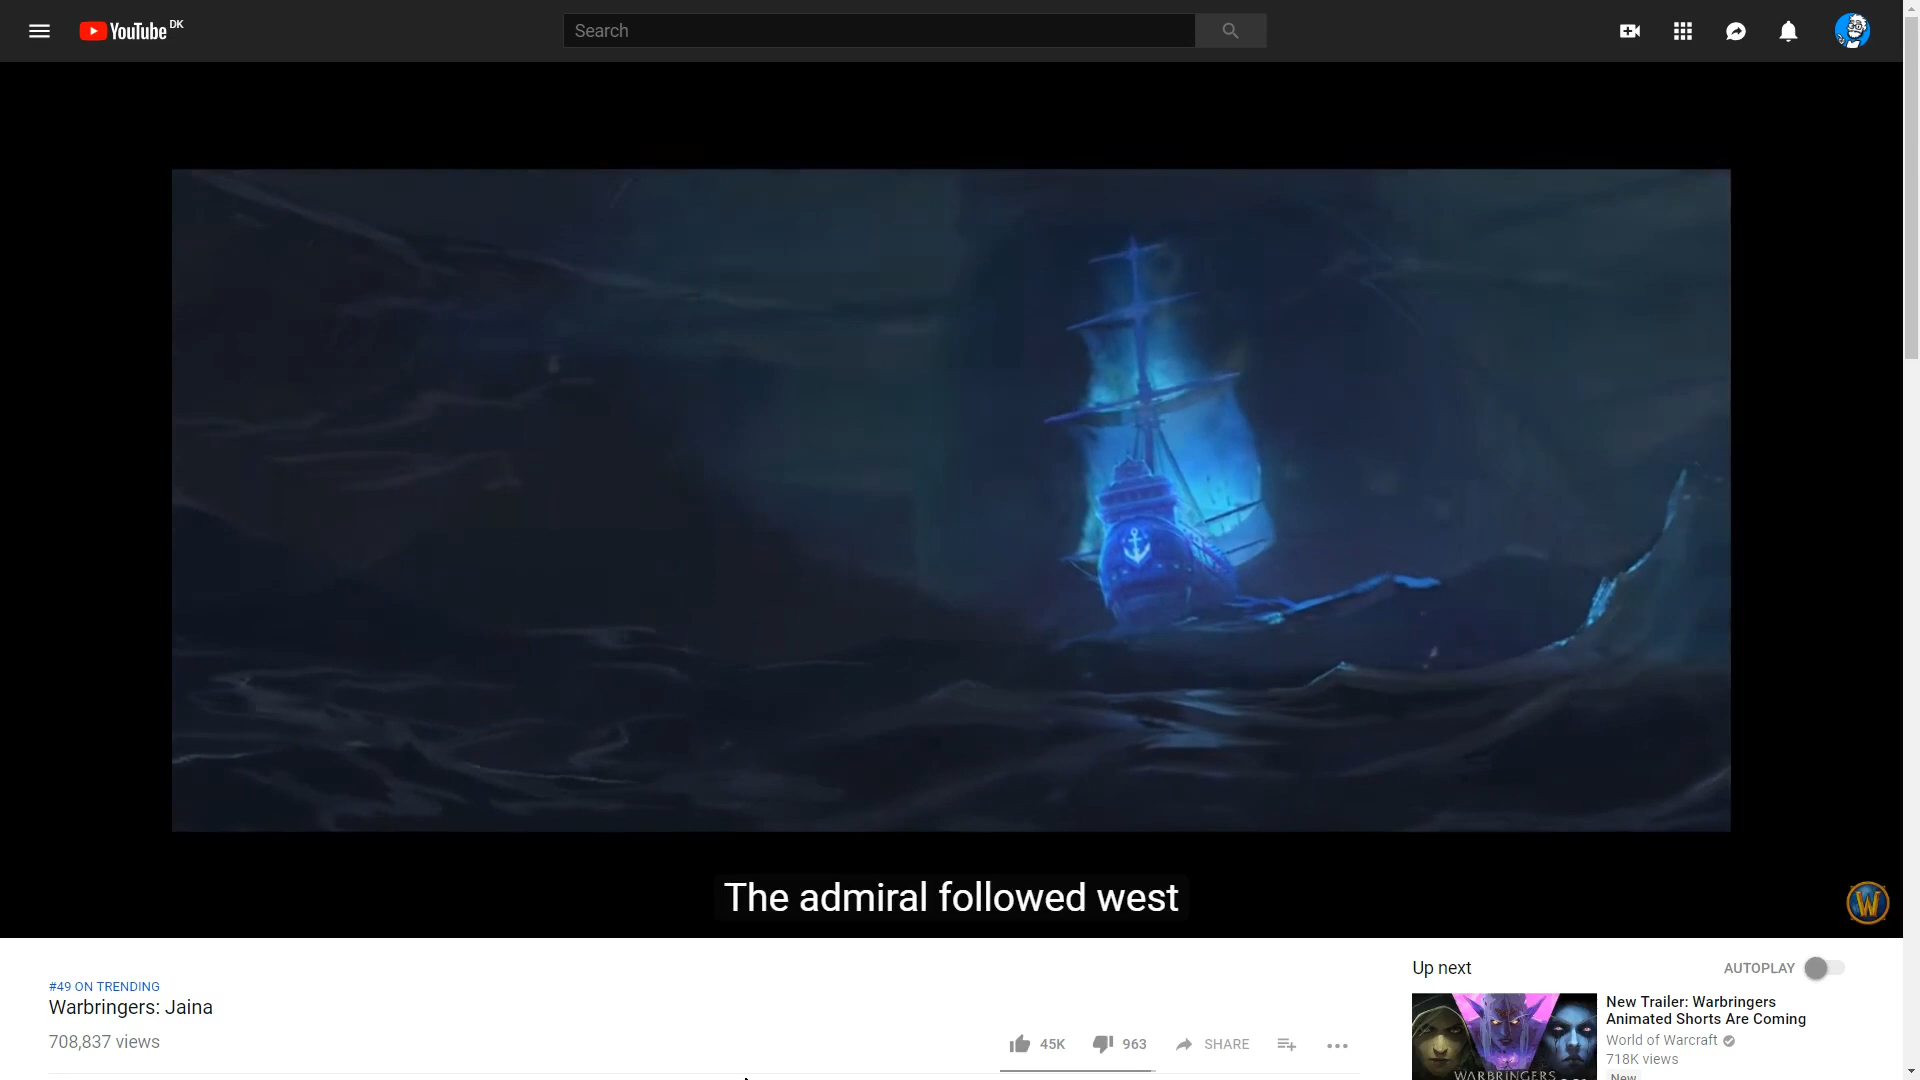 YouTube DK
Search
The admiral followed west
W
#49 ON TRENDING
Warbringers: Jaina
708,837 views
45K
963
SHARE
Up next
AUTOPLAY
WARBRINGERS
New Trailer: Warbringers
Animated Shorts Are Coming
World of Warcraft
718K views
New